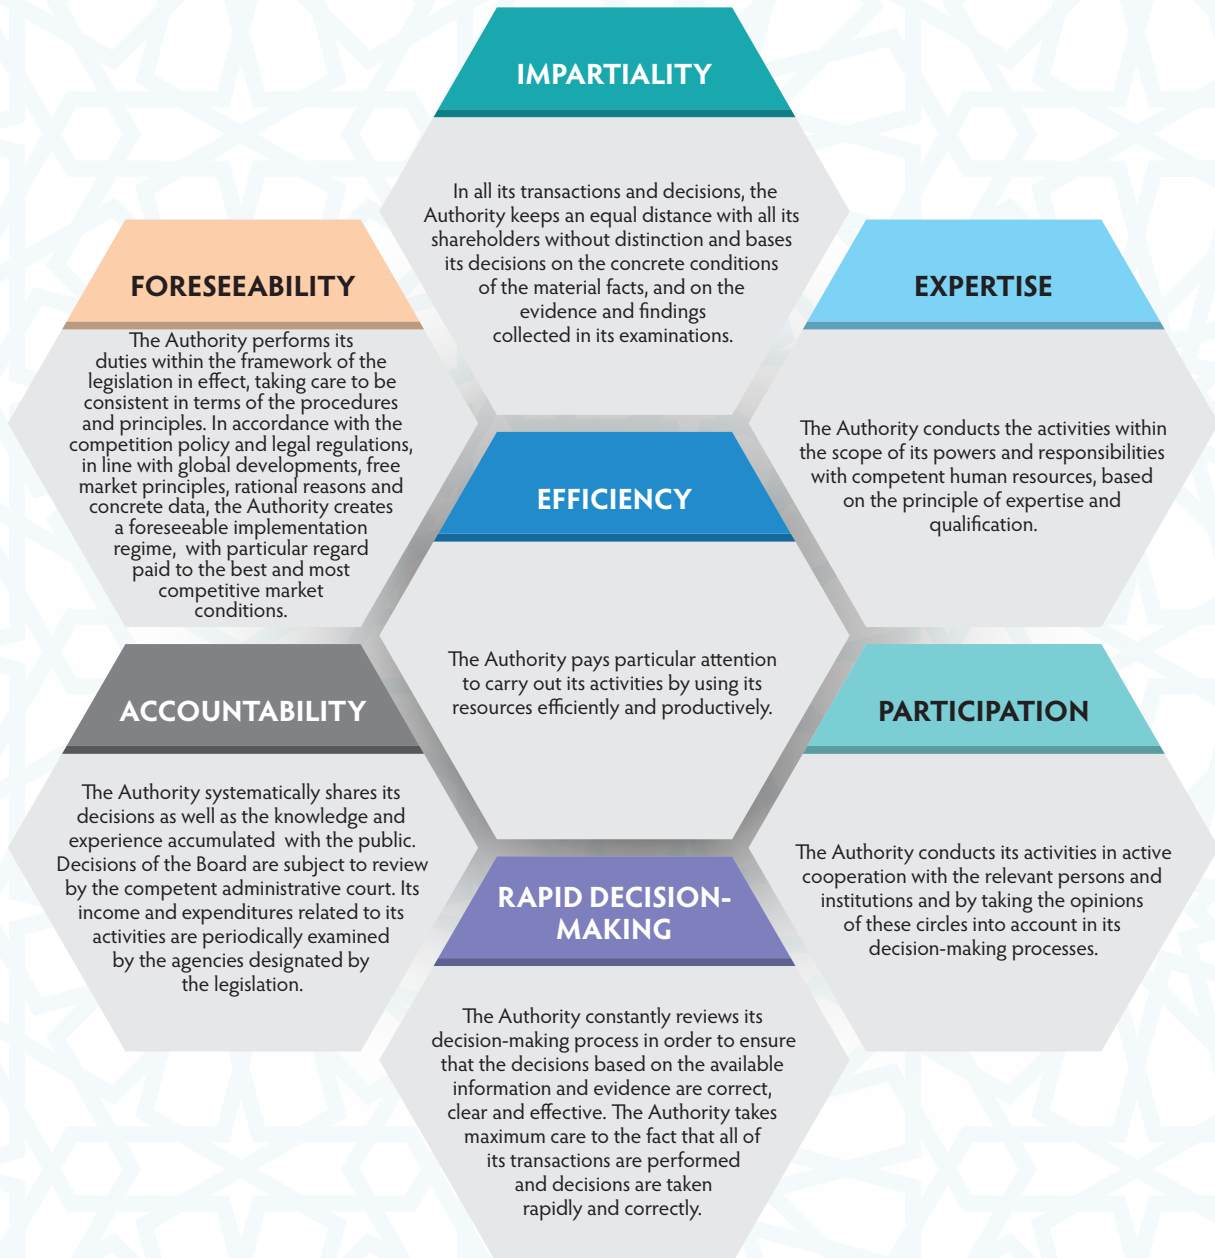 IMPARTIALITY
In all its transactions and decisions, the
Authority keeps an equal distance with all its
shareholders without distinction and bases
its decisions on the concrete conditions
of the material facts, and on the
evidence and findings
collected in its examinations.
FORESEEABILITY
The Authority performs its
duties within the framework of the
legislation in effect, taking care to be
consistent in terms of the procedures
and principles. In accordance with the
competition policy and legal regulations,
in line with global developments, free
market principles, rational reasons and
concrete data, the Authority creates
a foreseeable implementation
regime, with particular regard
paid to the best and most
competitive market
conditions.
EXPERTISE
The Authority conducts the activities within
the scope of its powers and responsibilities
with competent human resources, based
on the principle of expertise and
qualification.
EFFICIENCY
The Authority pays particular attention
to carry out its activities by using its
resources efficiently and productively.
ACCOUNTABILITY
The Authority systematically shares its
decisions as well as the knowledge and
experience accumulated with the public.
Decisions of the Board are subject to review
by the competent administrative court. Its
income and expenditures related to its
activities are periodically examined
by the agencies designated by
the legislation.
PARTICIPATION
The Authority conducts its activities in active
cooperation with the relevant persons and
institutions and by taking the opinions
of these circles into account in its
decision-making processes.
RAPID DECISION-
MAKING
The Authority constantly reviews its
decision-making process in order to ensure
that the decisions based on the available
information and evidence are correct,
clear and effective. The Authority takes
maximum care to the fact that all of
its transactions are performed
and decisions are taken
rapidly and correctly.